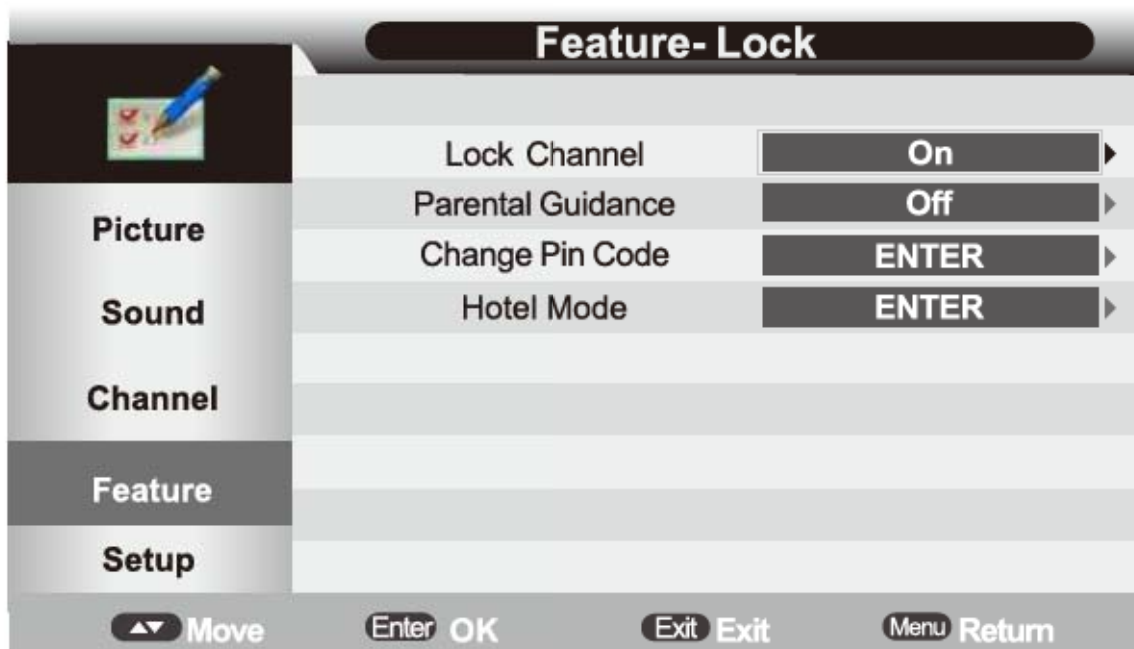 Feature- Lock
Lock Channel On
Parental Guidance Off
Change Pin Code ENTER
Hotel Mode ENTER
Picture
Sound
Channel
Feature
Setup
Move Enter OK Exit Exit Menu Return